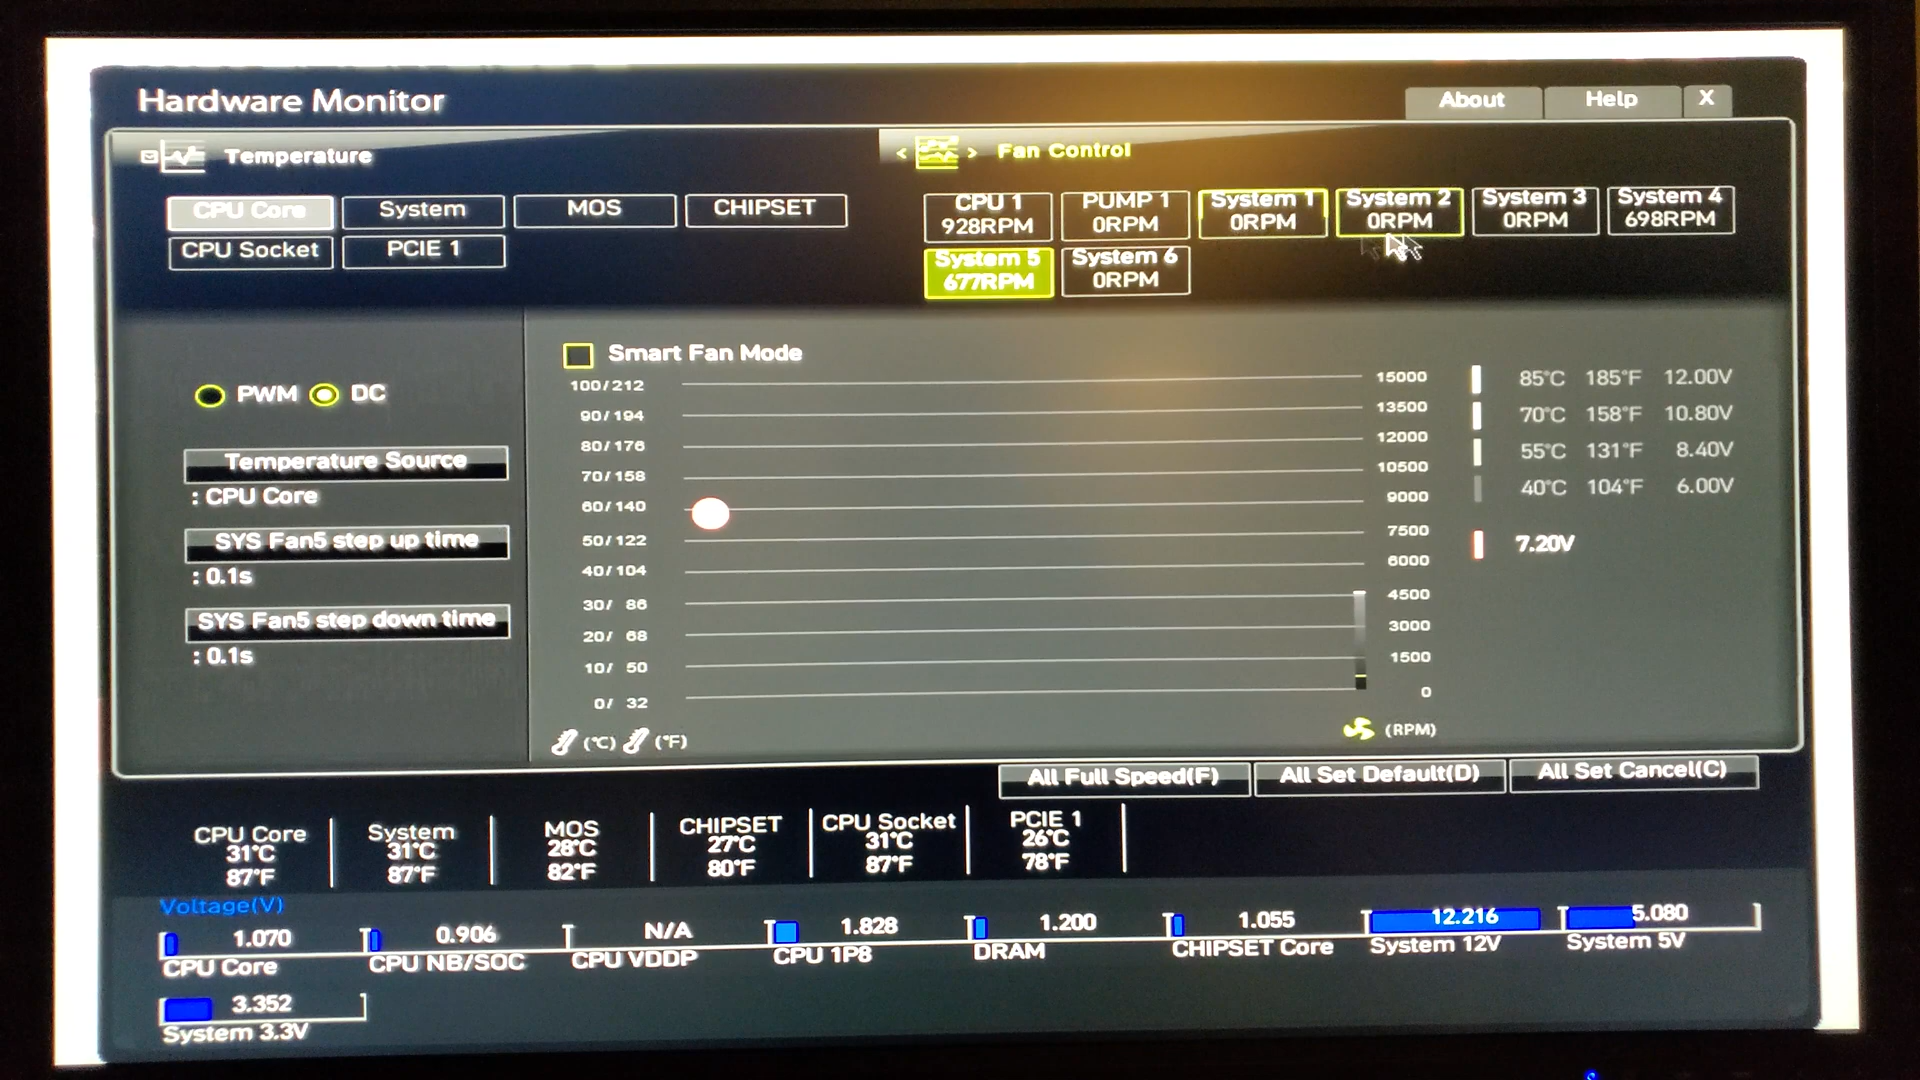 Hardware Monitor
About
Help
X
Temperature
< > Fan Control
CPU Core
System
MOS
CHIPSET
CPU Socket
PCIE 1
CPU 1
928RPM
PUMP 1
0RPM
System 1
0RPM
System 2
0RPM
System 3
0RPM
System 4
698RPM
System 5
677RPM
System 6
0RPM
PWM
DC
Temperature Source
: CPU Core
SYS Fan5 step up time
: 0.1s
SYS Fan5 step down time
: 0.1s
Smart Fan Mode
100/212
90/194
80/176
70/158
60/140
50/122
40/104
30/ 86
20/ 68
10/ 50
0/ 32
(°C)
(°F)
15000
13500
12000
10500
9000
7500
6000
4500
3000
1500
0
(RPM)
85°C 185°F 12.00V
70°C 158°F 10.80V
55°C 131°F 8.40V
40°C 104°F 6.00V
7.20V
All Full Speed(F)
All Set Default(D)
All Set Cancel(C)
CPU Core
31°C
87°F
System
31°C
87°F
MOS
28°C
82°F
CHIPSET
27°C
80°F
CPU Socket
31°C
87°F
PCIE 1
26°C
78°F
Voltage(V)
1.070
CPU Core
0.906
CPU NB/SOC
N/A
CPU VDDP
1.828
CPU 1P8
1.200
DRAM
1.055
CHIPSET Core
12.216
System 12V
5.080
System 5V
3.352
System 3.3V